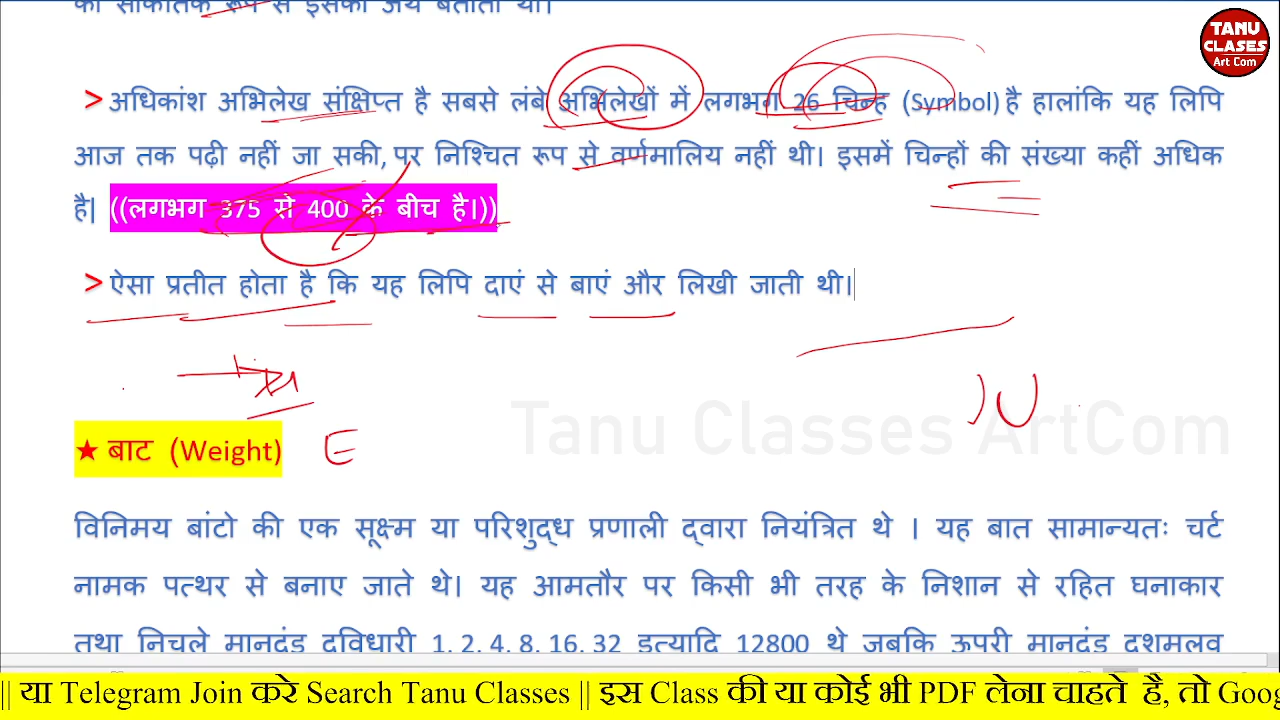 को सांकेतिक रूप से इसका अर्थ बताता था।
TANU
CLASES
Art Com
> अधिकांश अभिलेख संक्षिप्त है सबसे लंबे अभिलेखों में लगभग 26 चिन्ह (Symbol) है हालांकि यह लिपि
आज तक पढ़ी नहीं जा सकी, पर निश्चित रूप से वर्णमालिय नहीं थी। इसमें चिन्हों की संख्या कहीं अधिक
है| ((लगभग 375 से 400 के बीच है।))
> ऐसा प्रतीत होता है कि यह लिपि दाएं से बाएं और लिखी जाती थी।
Tanu Classes ArtCom
★ बाट (Weight) E
विनिमय बांटो की एक सूक्ष्म या परिशुद्ध प्रणाली द्वारा नियंत्रित थे । यह बात सामान्यतः चर्ट
नामक पत्थर से बनाए जाते थे। यह आमतौर पर किसी भी तरह के निशान से रहित घनाकार
तथा निचले मानदंड द्विधारी 1, 2, 4, 8, 16, 32 इत्यादि 12800 थे जबकि ऊपरी मानदंड दशमलव
|| या Telegram Join करे Search Tanu Classes || इस Class की या कोई भी PDF लेना चाहते है, तो Goog